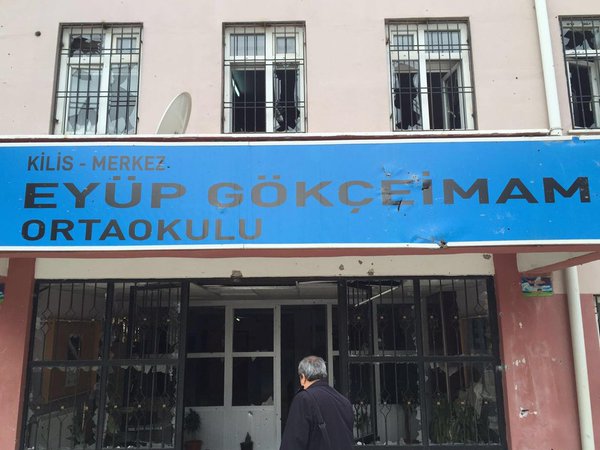 KİLİS - MERKEZ
EYÜP GÖKÇEİMAM
ORTAOKULU